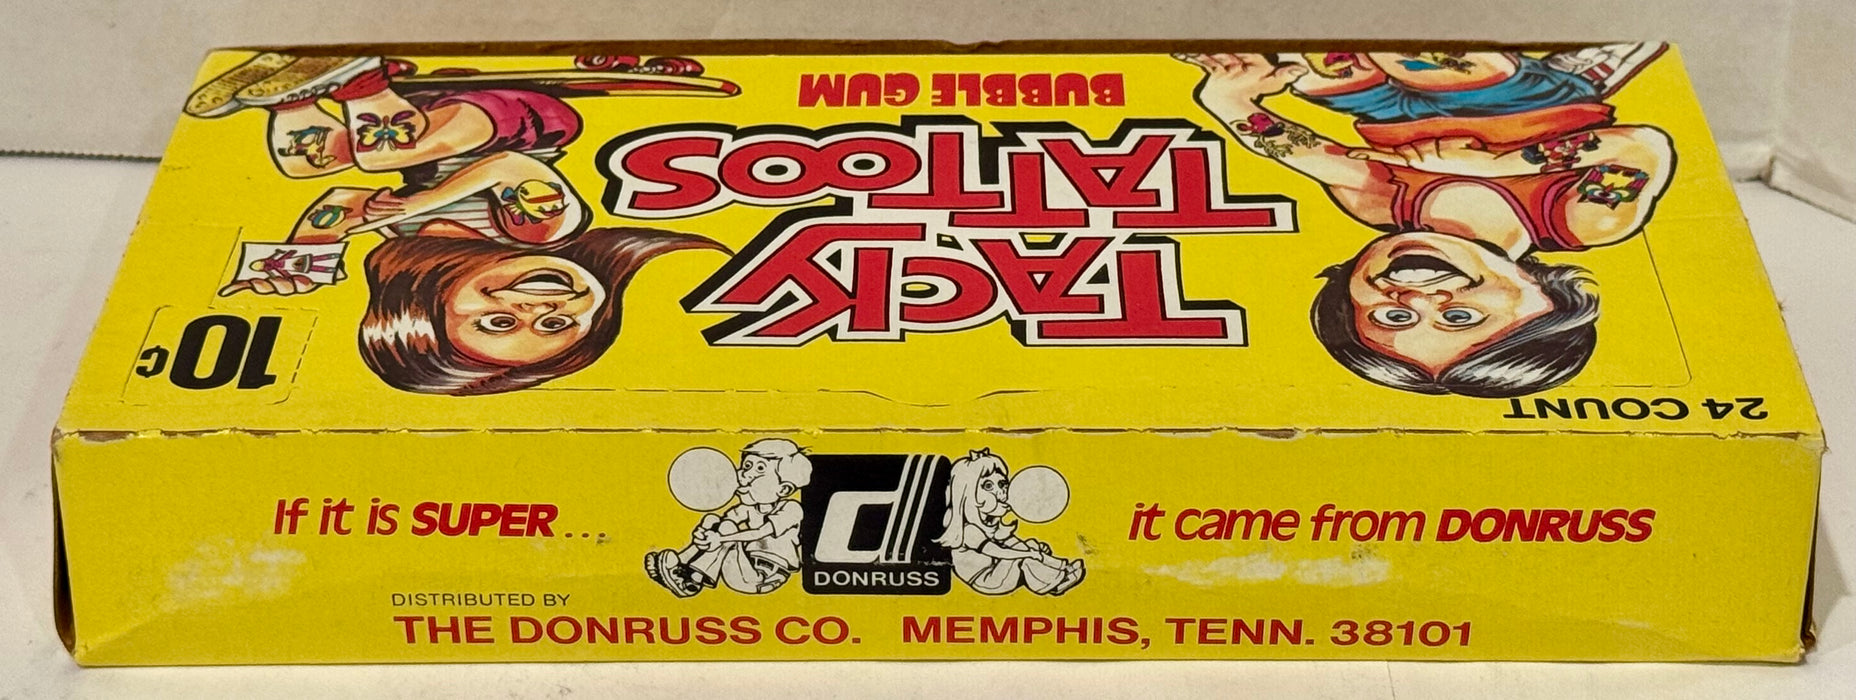 BUBBLE GUM
TACKY
TATTOOS
10¢
24 COUNT
If it is SUPER... it came from DONRUSS
d
DONRUSS
DISTRIBUTED BY
THE DONRUSS CO. MEMPHIS, TENN. 38101